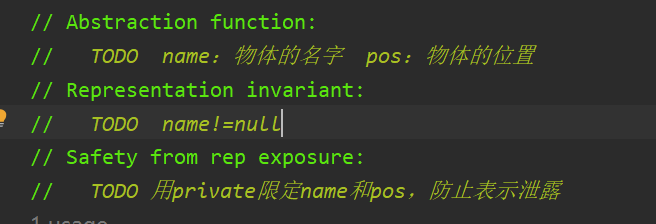 // Abstraction function:
// TODO name：物体的名字 pos：物体的位置
// Representation invariant:
// TODO name!=null
// Safety from rep exposure:
// TODO 用private限定name和pos，防止表示泄露
1 usage